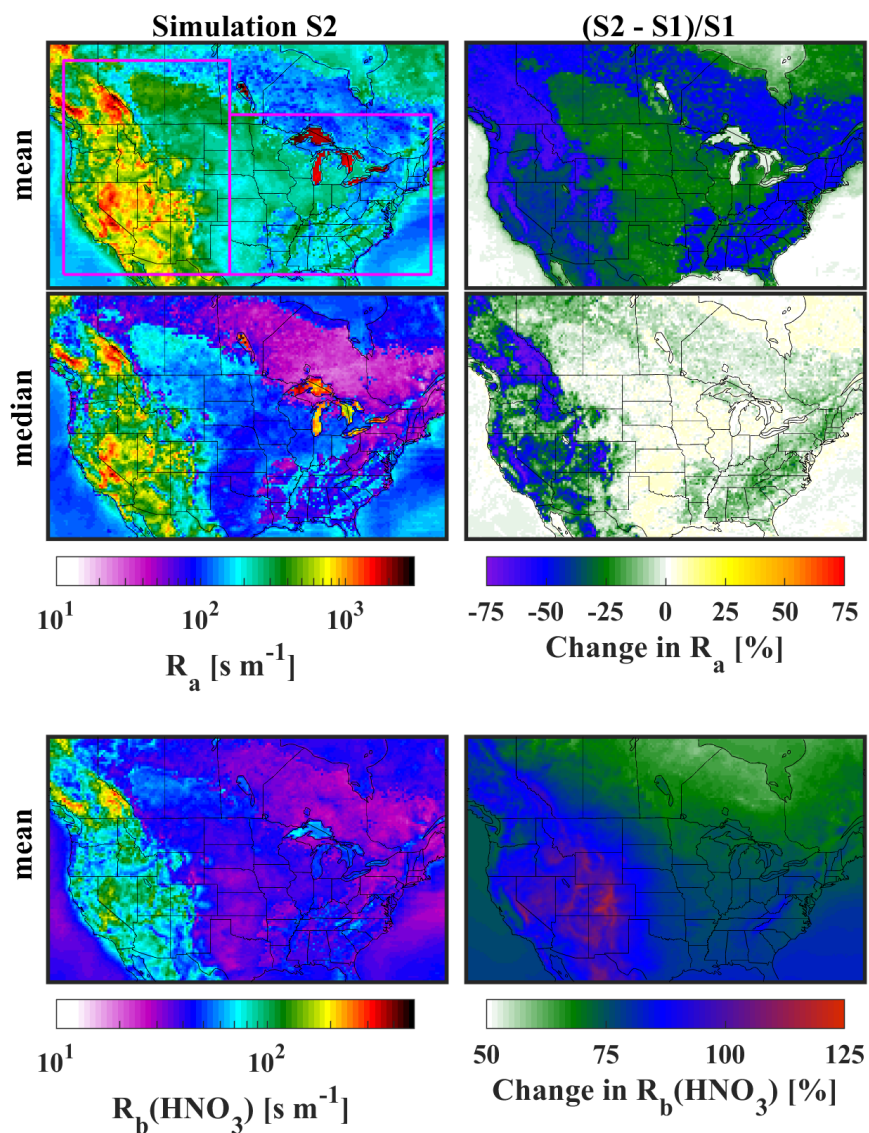 Simulation S2 (S2 - S1)/S1
mean
median
10^1 10^2 10^3 -75 -50 -25 0 25 50 75
R_a [s m^-1] Change in R_a [%]
mean
10^1 10^2 50 75 100 125
R_b(HNO_3) [s m^-1] Change in R_b(HNO_3) [%]